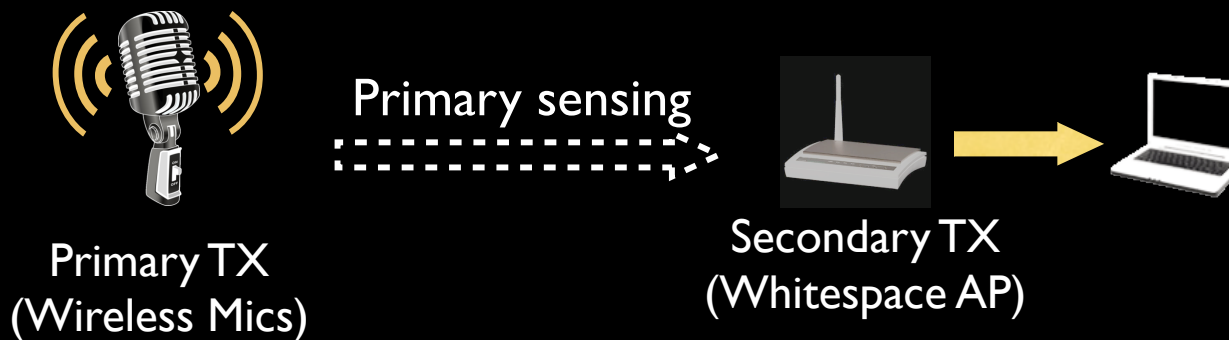 Primary sensing
Primary TX
(Wireless Mics)
Secondary TX
(Whitespace AP)